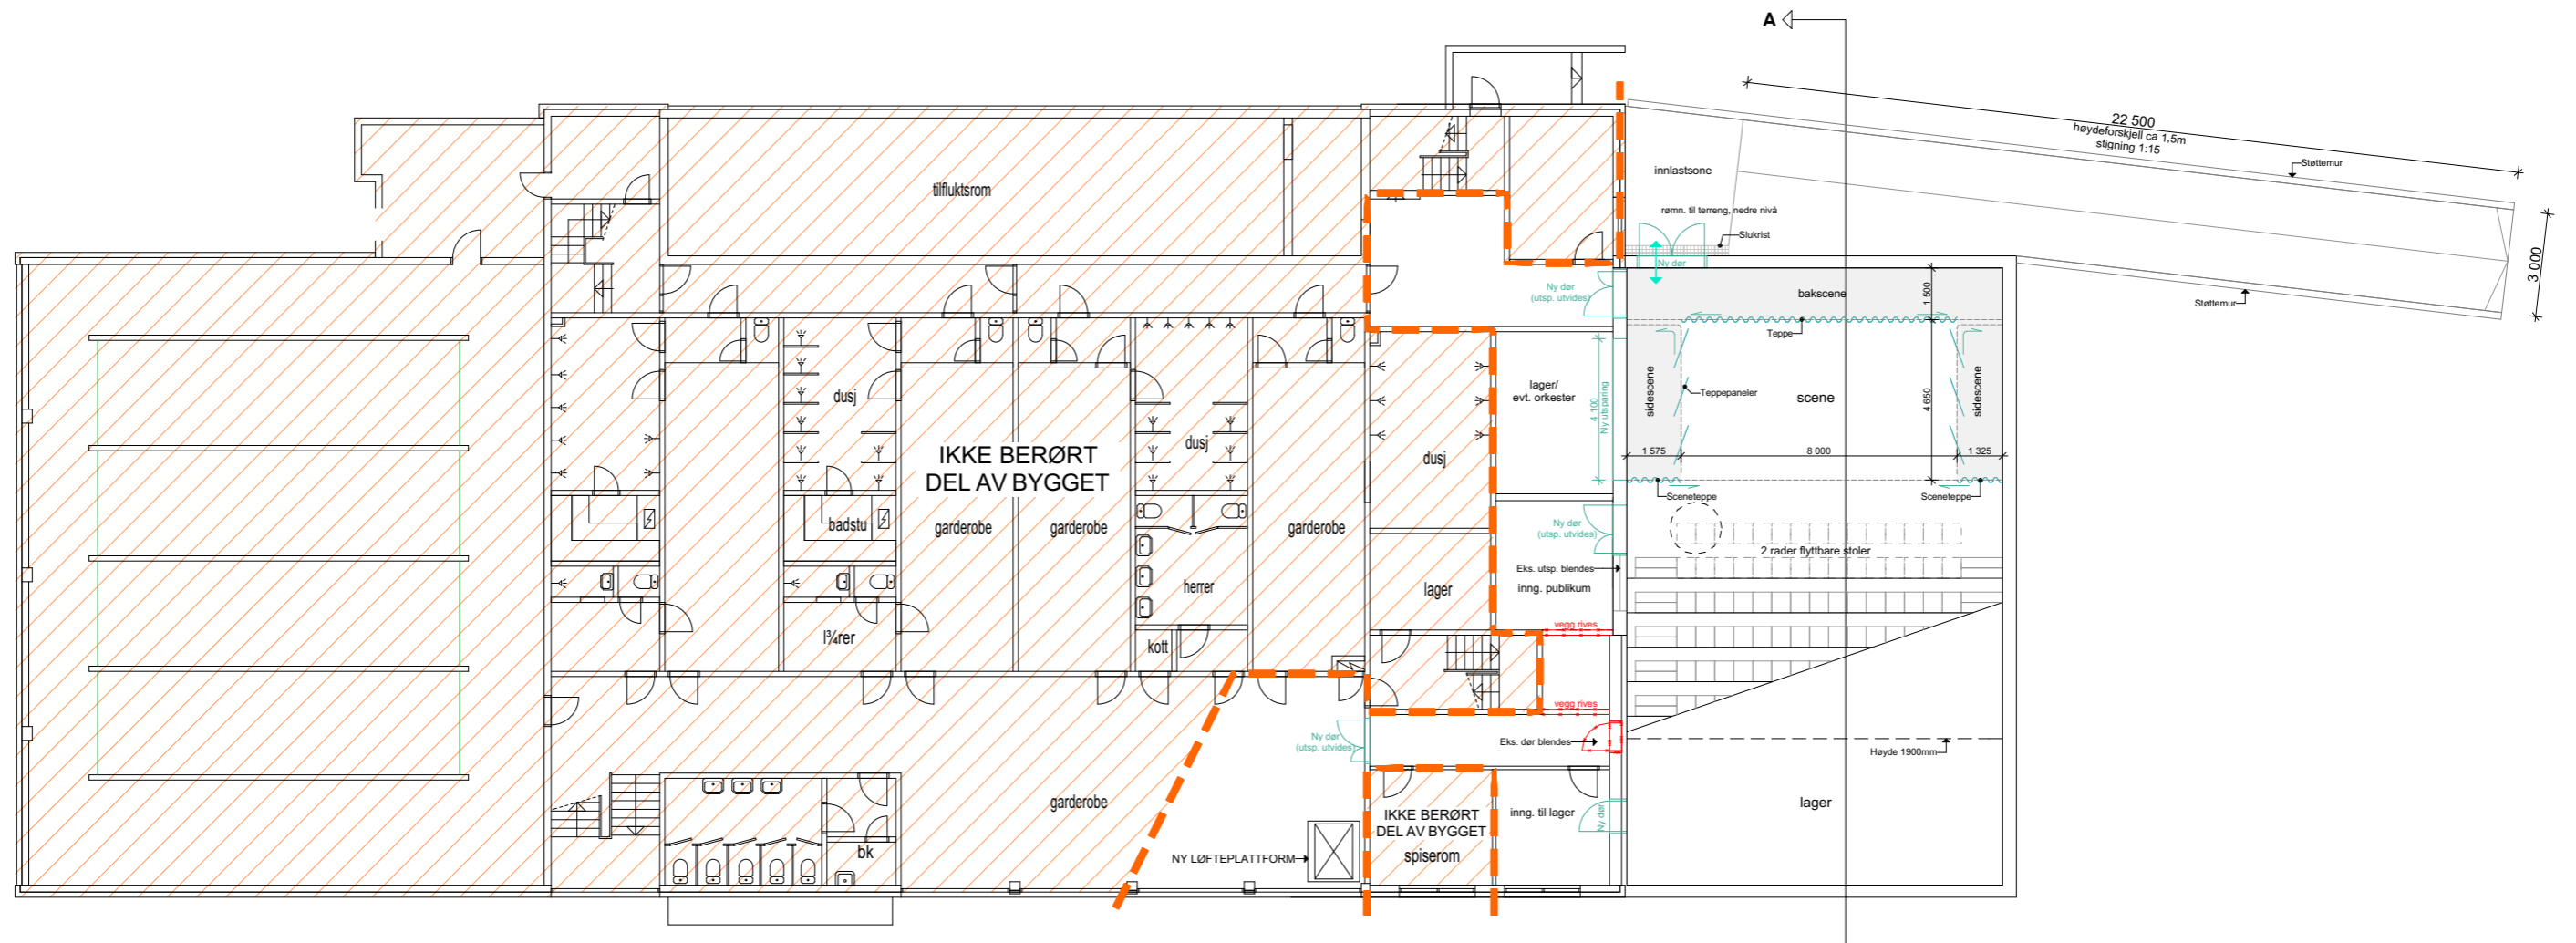 A
22 500
høydeforskjell ca 1,5m
stigning 1:15
Støttemur
innlastsone
tilfluktsrom
rømn. til terreng, nedre nivå
Slukrist
Ny dør
3 000
Ny dør
(utsp. utvides)
bakscene
1 500
Støttemur
Teppe
dusj
lager/
evt. orkester
4 100
Ny utsparing
sidescene
Teppepaneler
scene
4 650
sidescene
IKKE BERØRT
DEL AV BYGGET
dusj
dusj
1 575
8 000
1 325
Sceneteppe
Sceneteppe
badstu
garderobe
garderobe
garderobe
Ny dør
(utsp. utvides)
2 rader flyttbare stoler
Eks. utsp. blendes
herrer
lager
inng. publikum
l¾rer
kott
vegg rives
vegg rives
Ny dør
(utsp. utvides)
Eks. dør blendes
Høyde 1900mm
garderobe
lager
IKKE BERØRT
DEL AV BYGGET
inng. til lager
Ny dør
bk
NY LØFTEPLATTFORM
spiserom